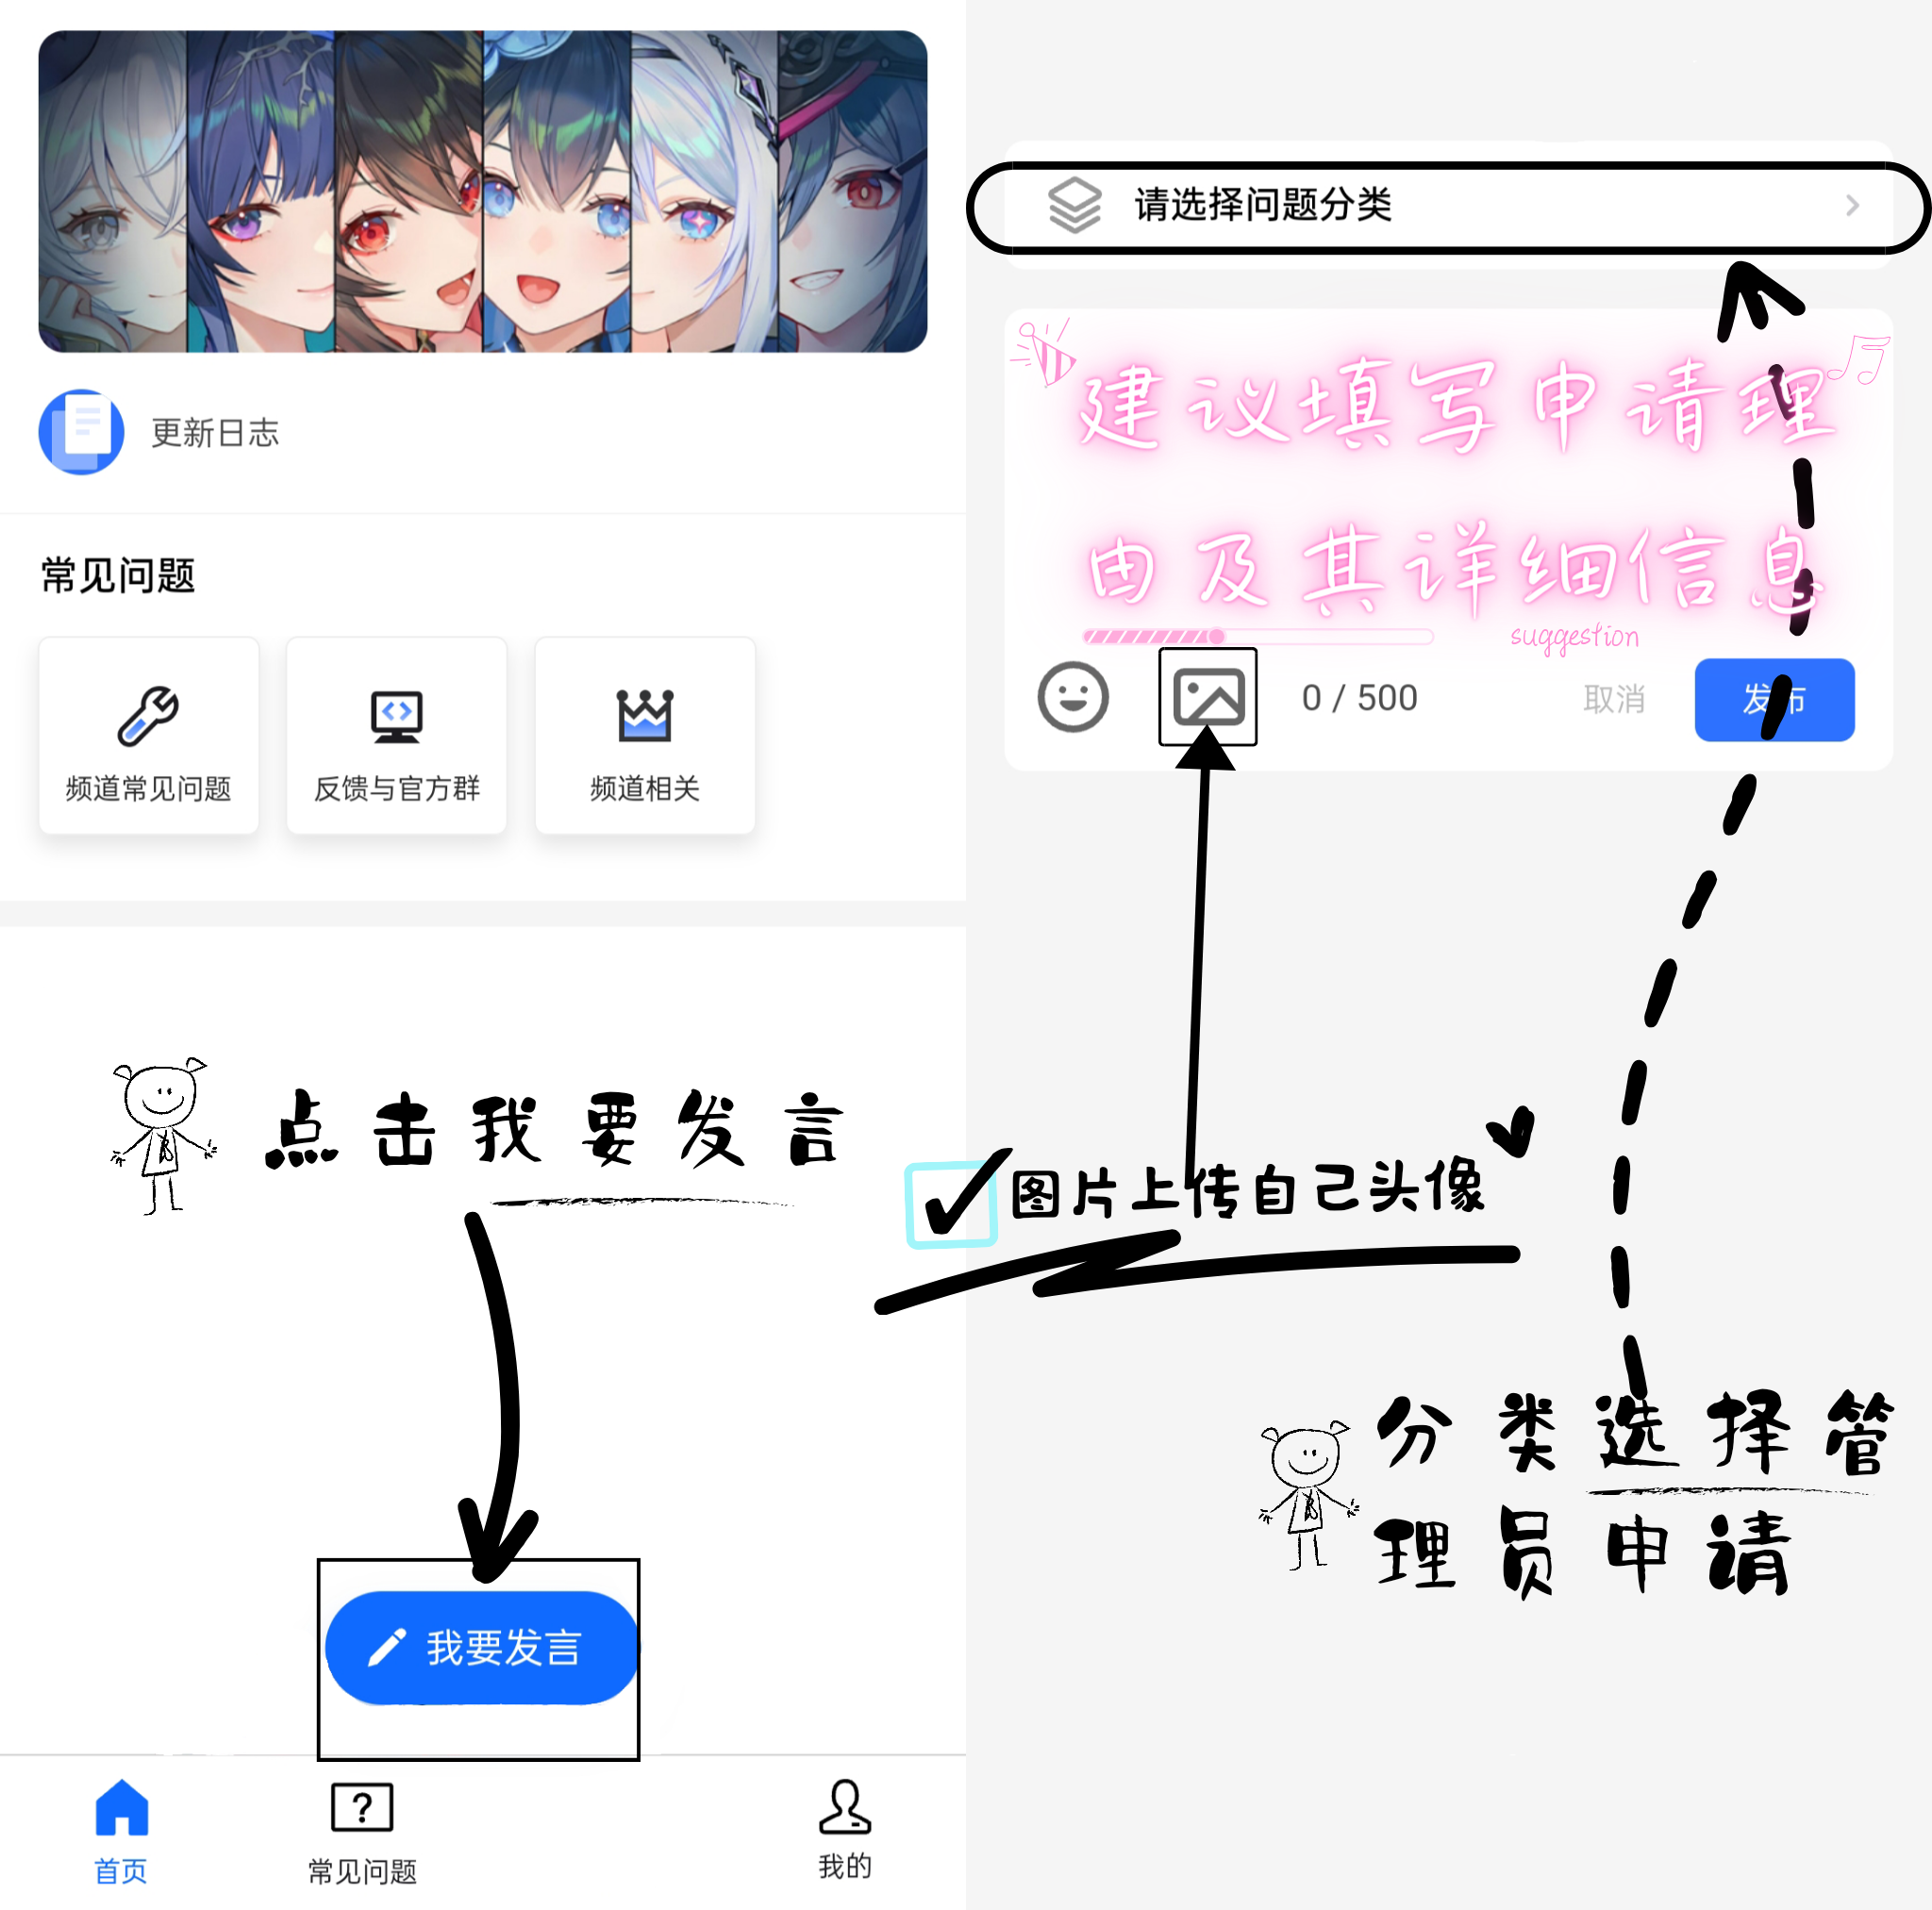 更新日志
常见问题
频道常见问题
反馈与官方群
频道相关
点击我要发言
我要发言
首页
常见问题
我的
请选择问题分类
建议填写申请理
由及其详细信息
suggestion
0 / 500
取消
发布
图片上传自己头像
分类选择管
理员申请